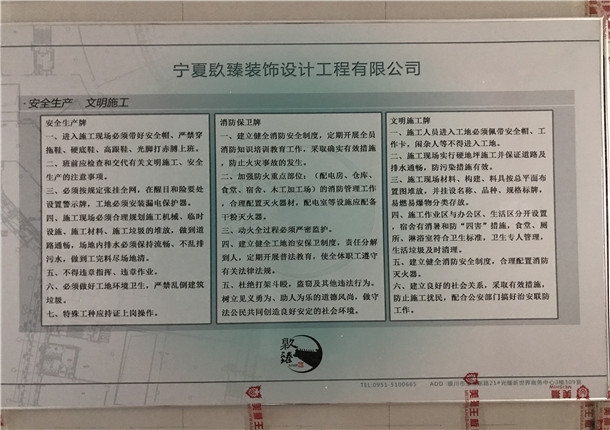 宁夏叞臻装饰设计工程有限公司
·安全生产 文明施工
安全生产牌
一、进入施工现场必须带好安全帽、严禁穿
拖鞋、硬底鞋、高跟鞋、光脚打赤膊上班。
二、班前应检查和交代有关文明施工、安全
生产的注意事项。
三、必须按规定张挂全网,在醒目和险要处
设置警示牌,工地必须安装漏电保护器。
四、施工现场必须合理规划施工机械、临时
设施、施工材料、施工垃圾的堆放,做到道
路通畅,场地内排水必须保持流畅、不乱排
污水,做到工完料尽场地清。
五、不得违章指挥、违章作业。
六、必须做好工地环境卫生,严禁乱倒建筑
垃圾。
七、特殊工种应持证上岗操作。
消防保卫牌
一、建立健全消防安全制度,定期开展全员
消防知识培训教育工作,采取确实有效措施
,防止火灾事故的发生。
二、加强防火重点部位:(配电房、仓库、
食堂、宿舍、木工加工场)的消防管理工作
,合理配置灭火器材,配电室等设施应配备
干粉灭火器。
三、动火全过程必须严密监护。
四、建立健全工地治安保卫制度,责任分解
到人,定期开展普法教育,使全体职工遵守
有关法律法规。
五、杜绝打架斗殴,盗窃及其他违法行为。
树立见义勇为、助人为乐的道德风尚,做守
法公民共同创造良好安定的社会环境。
文明施工牌
一、施工人员进入工地必须佩带安全帽、工
作卡,闲杂人等不得进入工地。
二、施工现场实行硬地坪施工并保证道路及
排水通畅,防污染措施有效。
三、施工现场材料、构建、料具按总平面布
置图堆放,并挂设名称、品种、规格标牌,
易燃易爆物分类存放。
四、施工作业区与办公区、生活区分开设置
,宿舍有消暑和防“四害”措施,食堂、厕
所、淋浴室符合卫生标准,卫生专人管理,
生活垃圾及时清理。
五、建立健全消防安全制度,合理配置消防
灭火器。
六、建立良好的社会关系,采取有效措施,
防止施工扰民,配合公安部门搞好治安联防
工作。
臻
TEL:0951-5100665 ADD